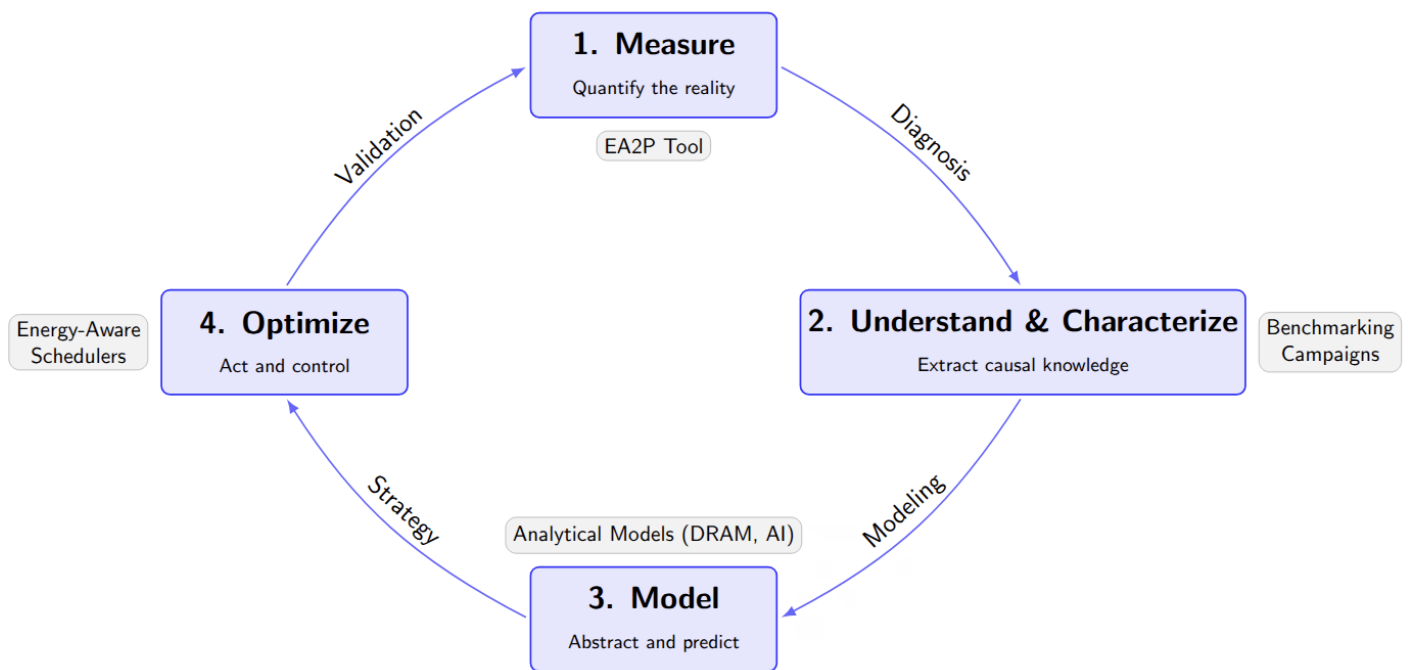 1. Measure
Quantify the reality
EA2P Tool
Validation
Diagnosis
4. Optimize
Act and control
Energy-Aware
Schedulers
2. Understand & Characterize
Extract causal knowledge
Benchmarking
Campaigns
Strategy
Modeling
Analytical Models (DRAM, AI)
3. Model
Abstract and predict